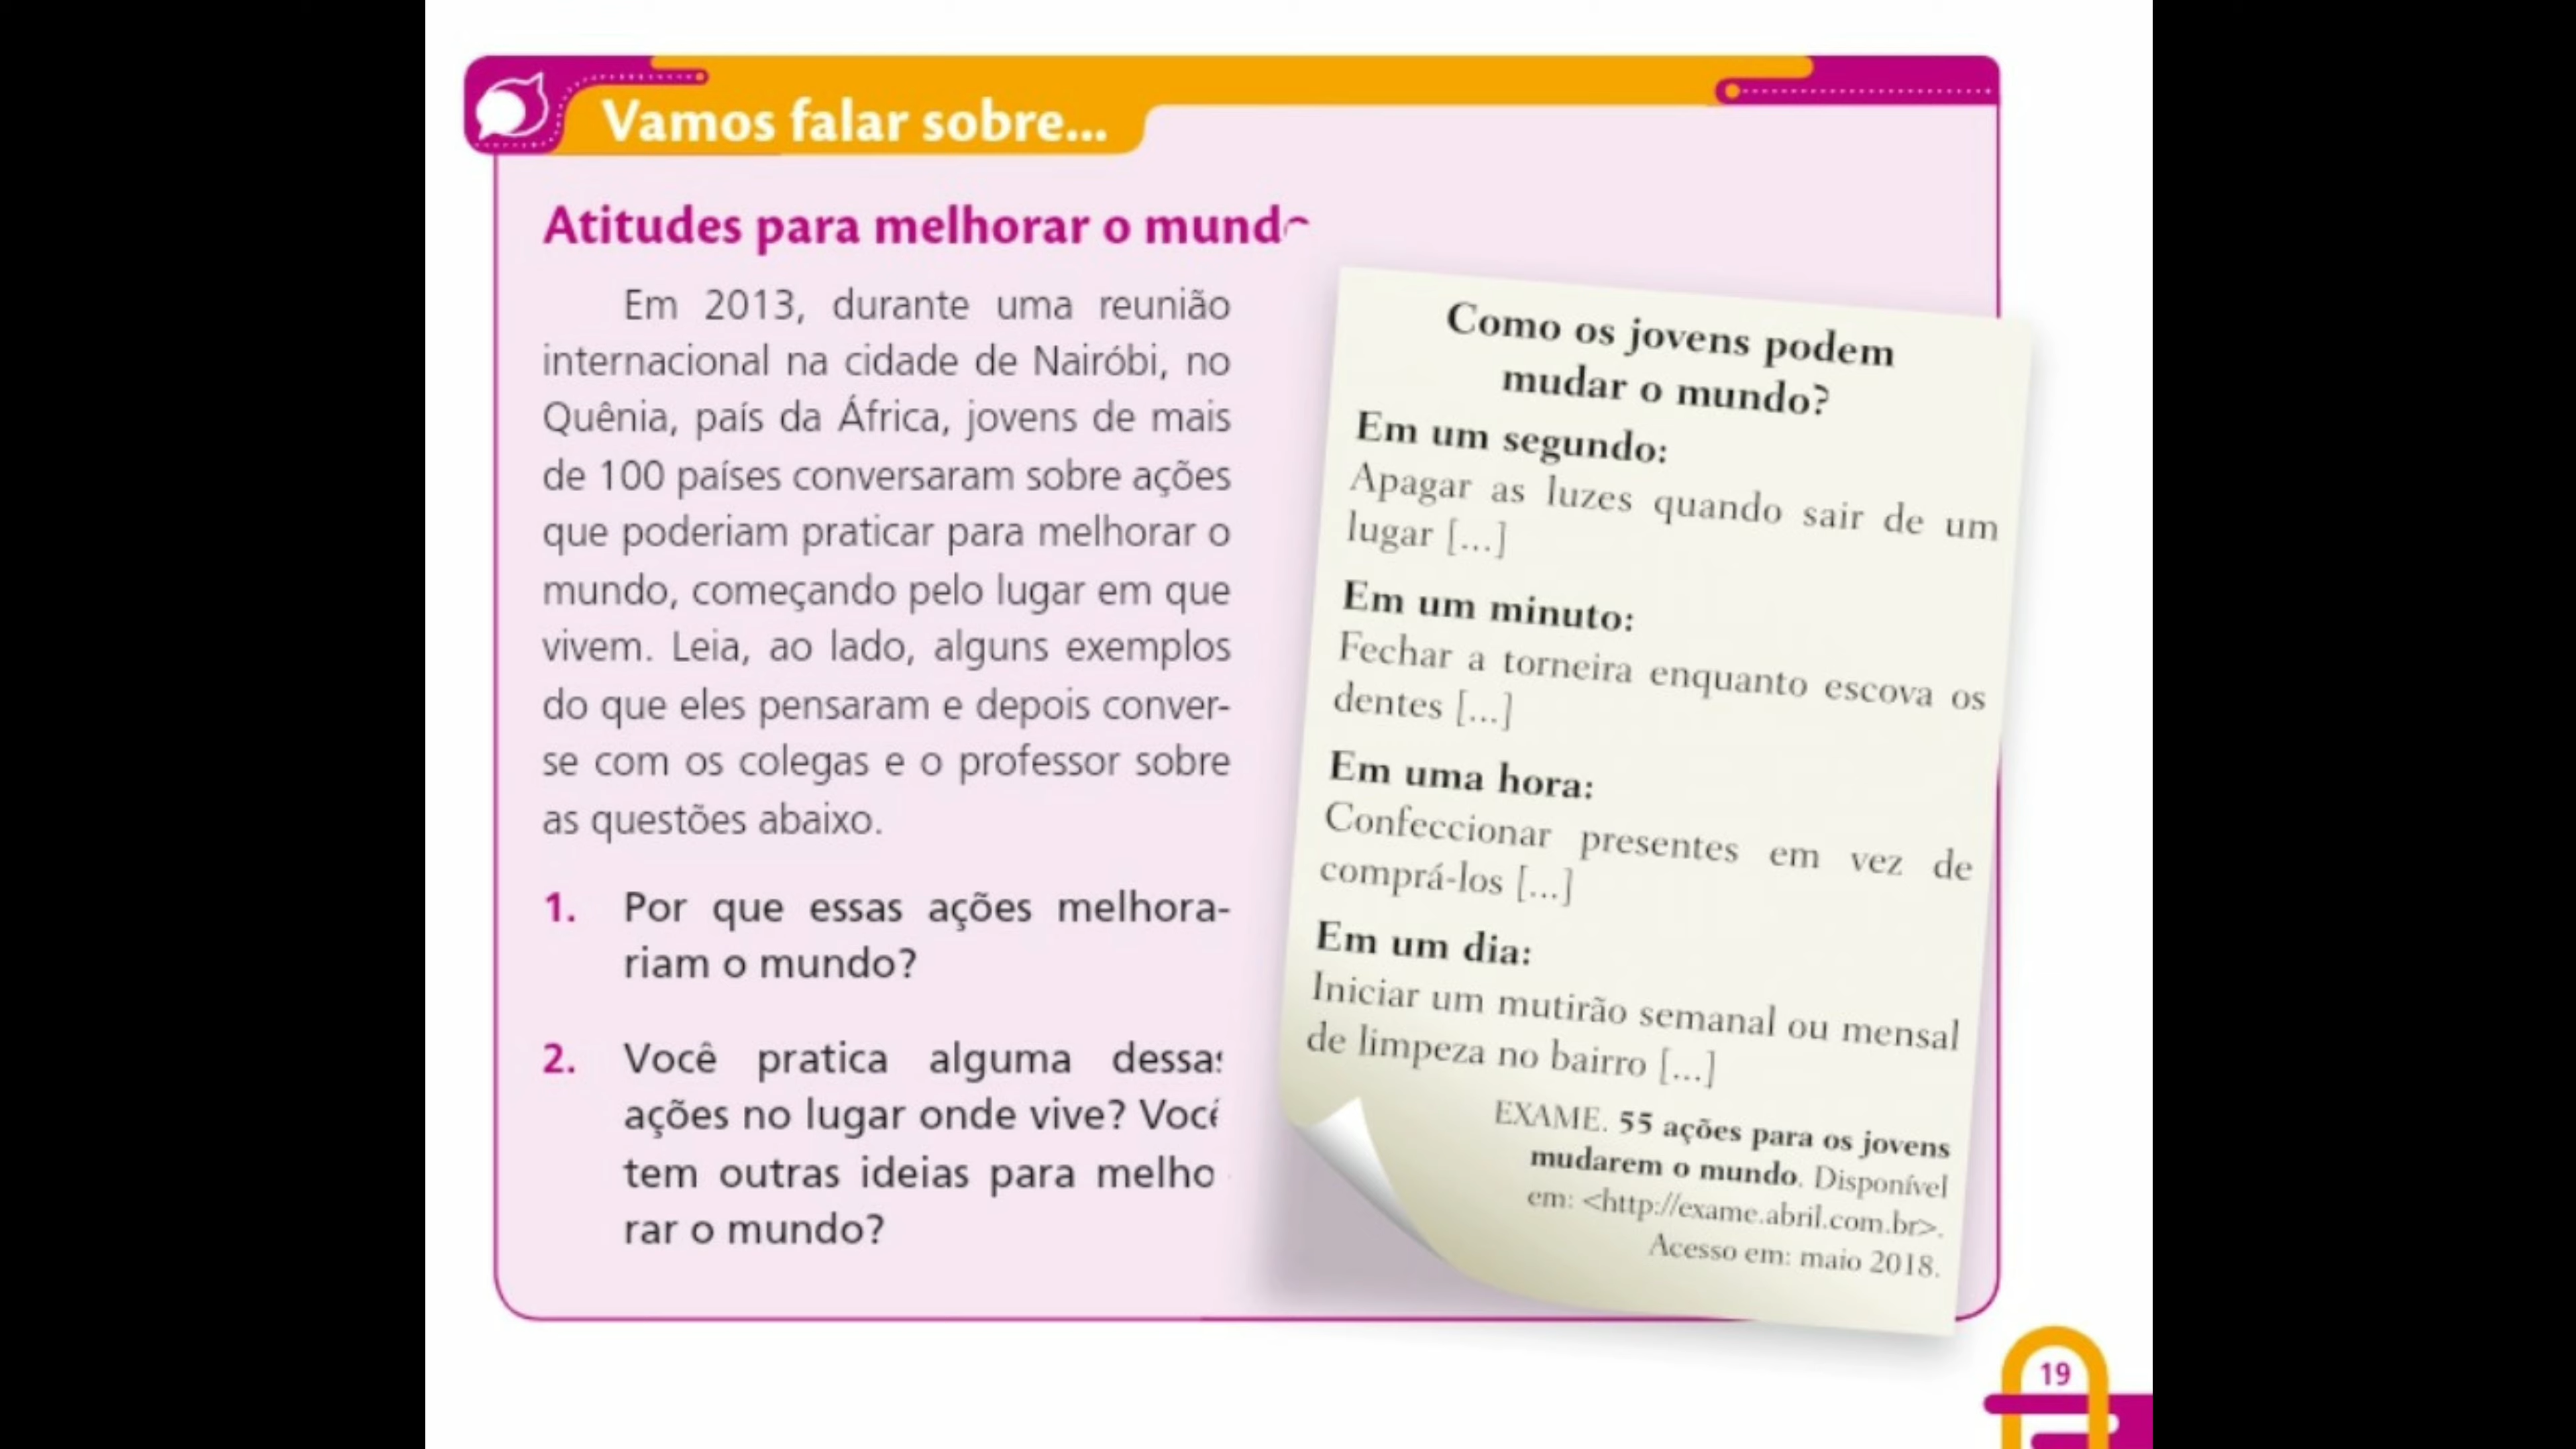 Vamos falar sobre...
Atitudes para melhorar o mundo
Em 2013, durante uma reunião
internacional na cidade de Nairóbi, no
Quênia, país da África, jovens de mais
de 100 países conversaram sobre ações
que poderiam praticar para melhorar o
mundo, começando pelo lugar em que
vivem. Leia, ao lado, alguns exemplos
do que eles pensaram e depois conver-
se com os colegas e o professor sobre
as questões abaixo.
1. Por que essas ações melhora-
riam o mundo?
2. Você pratica alguma dessas
ações no lugar onde vive? Você
tem outras ideias para melho
rar o mundo?
Como os jovens podem
mudar o mundo?
Em um segundo:
Apagar as luzes quando sair de um
lugar [...]
Em um minuto:
Fechar a torneira enquanto escova os
dentes [...]
Em uma hora:
Confeccionar presentes em vez de
comprá-los [...]
Em um dia:
Iniciar um mutirão semanal ou mensal
de limpeza no bairro [...]
EXAME. 55 ações para os jovens
mudarem o mundo. Disponível
em: <http://exame.abril.com.br>.
Acesso em: maio 2018.
19